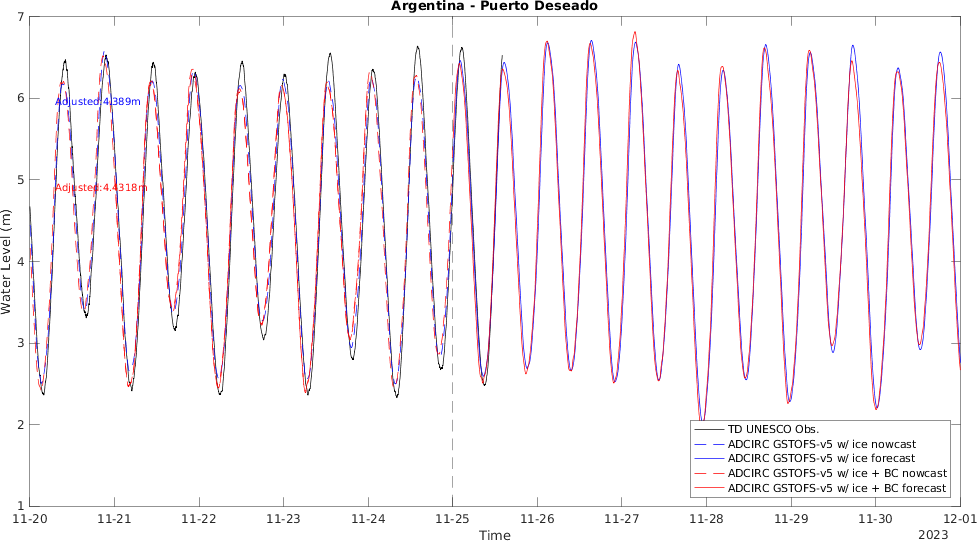 Argentina - Puerto Deseado
7
6
5
4
3
2
1
Water Level (m)
Adjusted:4.389m
Adjusted:4.4318m
TD UNESCO Obs.
ADCIRC GSTOFS-v5 w/ ice nowcast
ADCIRC GSTOFS-v5 w/ ice forecast
ADCIRC GSTOFS-v5 w/ ice + BC nowcast
ADCIRC GSTOFS-v5 w/ ice + BC forecast
11-20 11-21 11-22 11-23 11-24 11-25 11-26 11-27 11-28 11-29 11-30 12-01
Time
2023